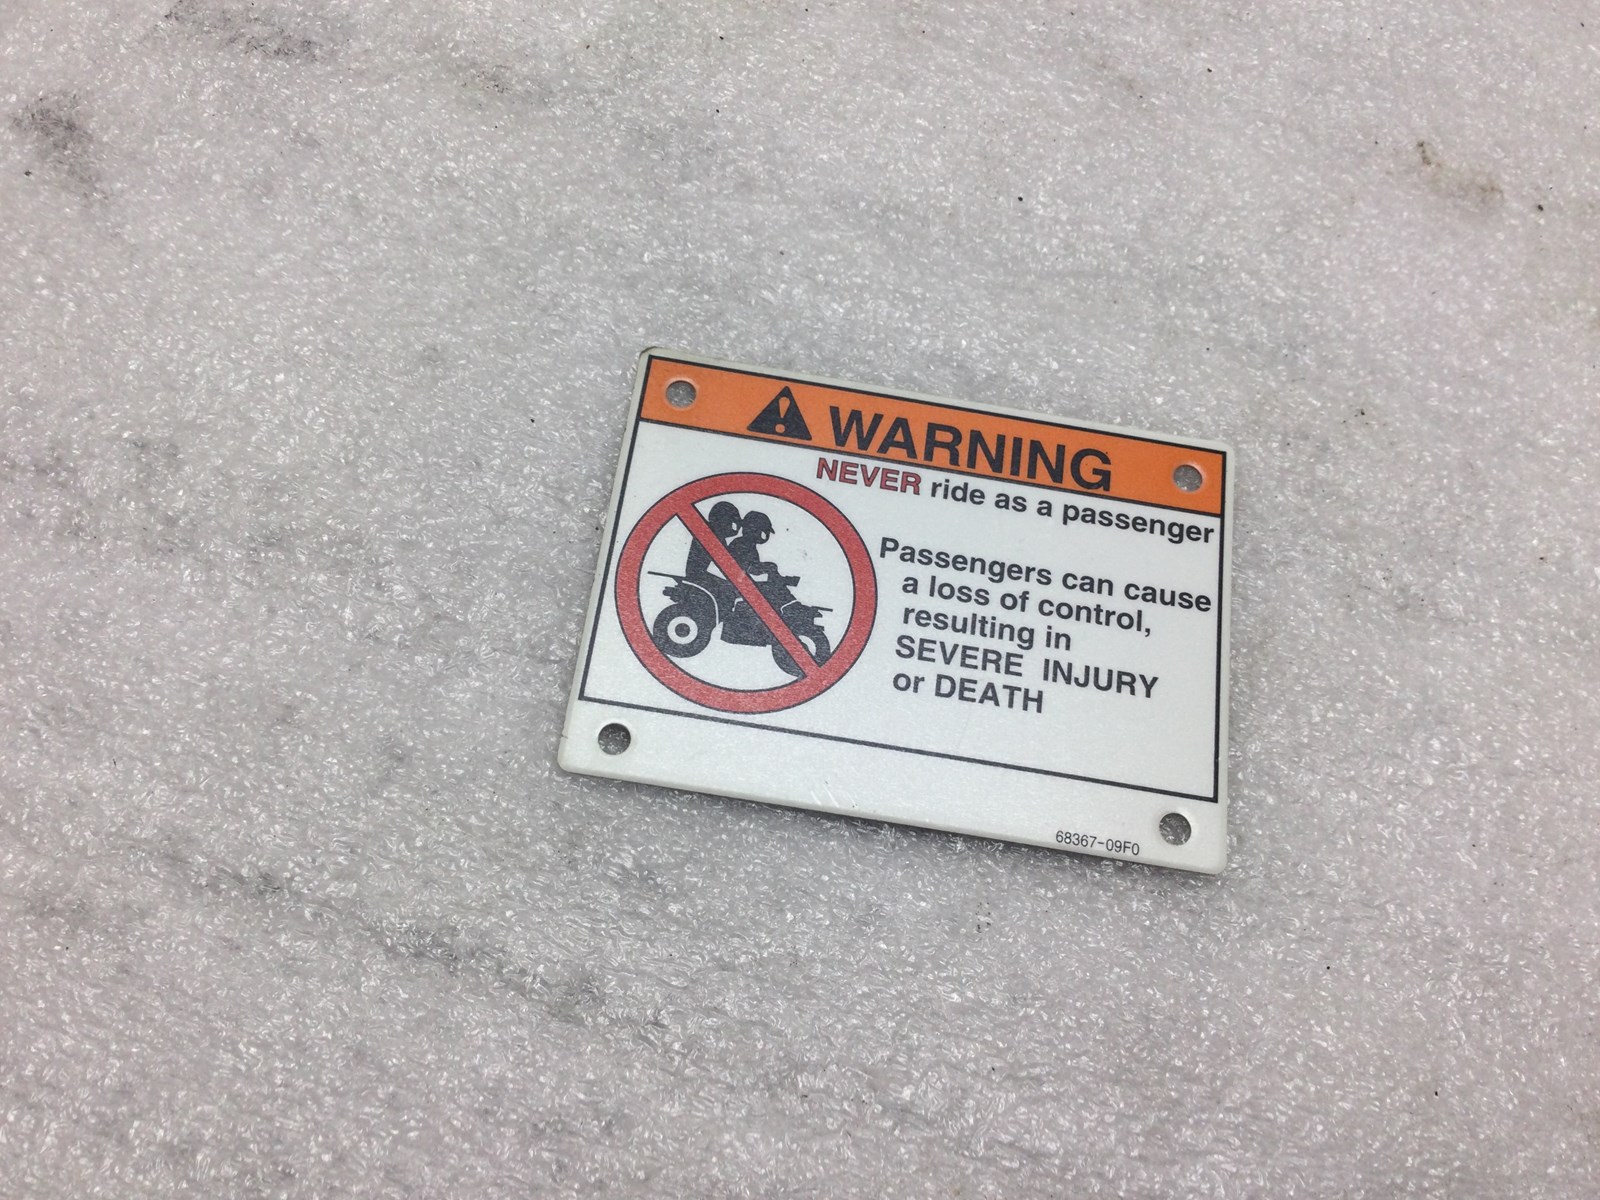 WARNING
NEVER ride as a passenger
Passengers can cause
a loss of control,
resulting in
SEVERE INJURY
or DEATH
68367-09F0